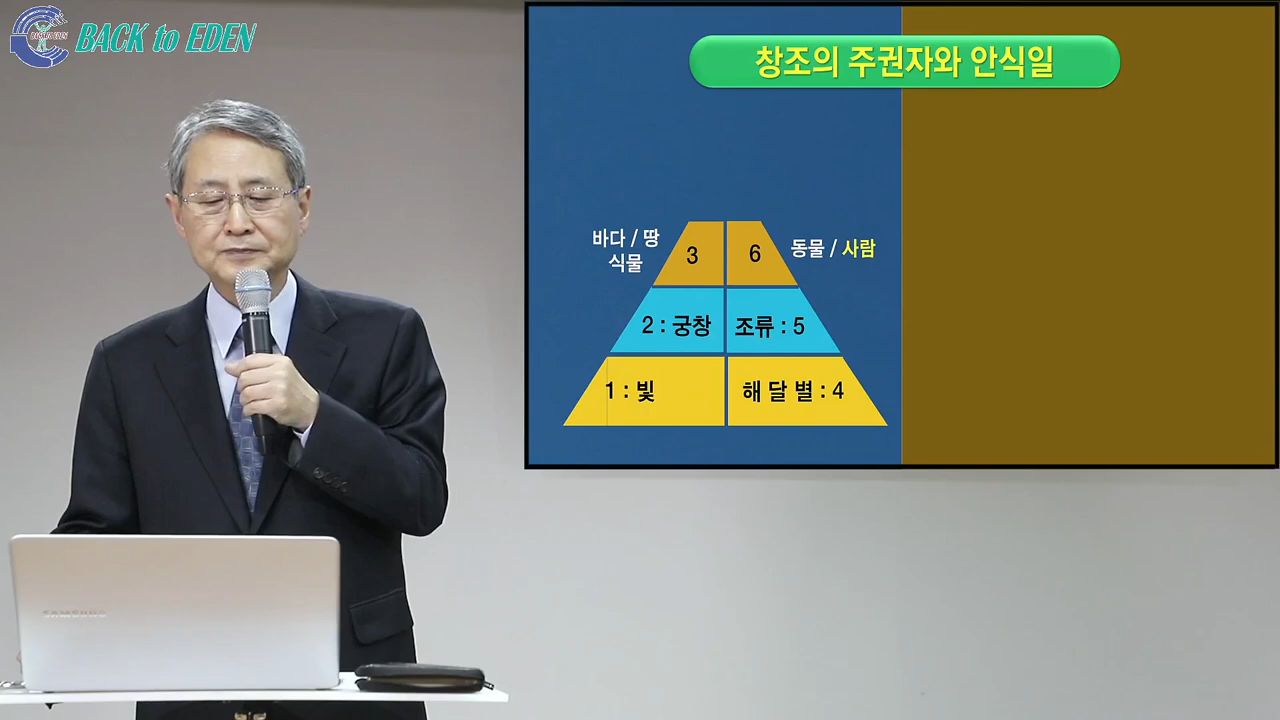 BACK to EDEN
창조의 주권자와 안식일
바다 / 땅
식물
3
6
동물 / 사람
2 : 궁창
조류 : 5
1 : 빛
해 달 별 : 4
SAMSUNG